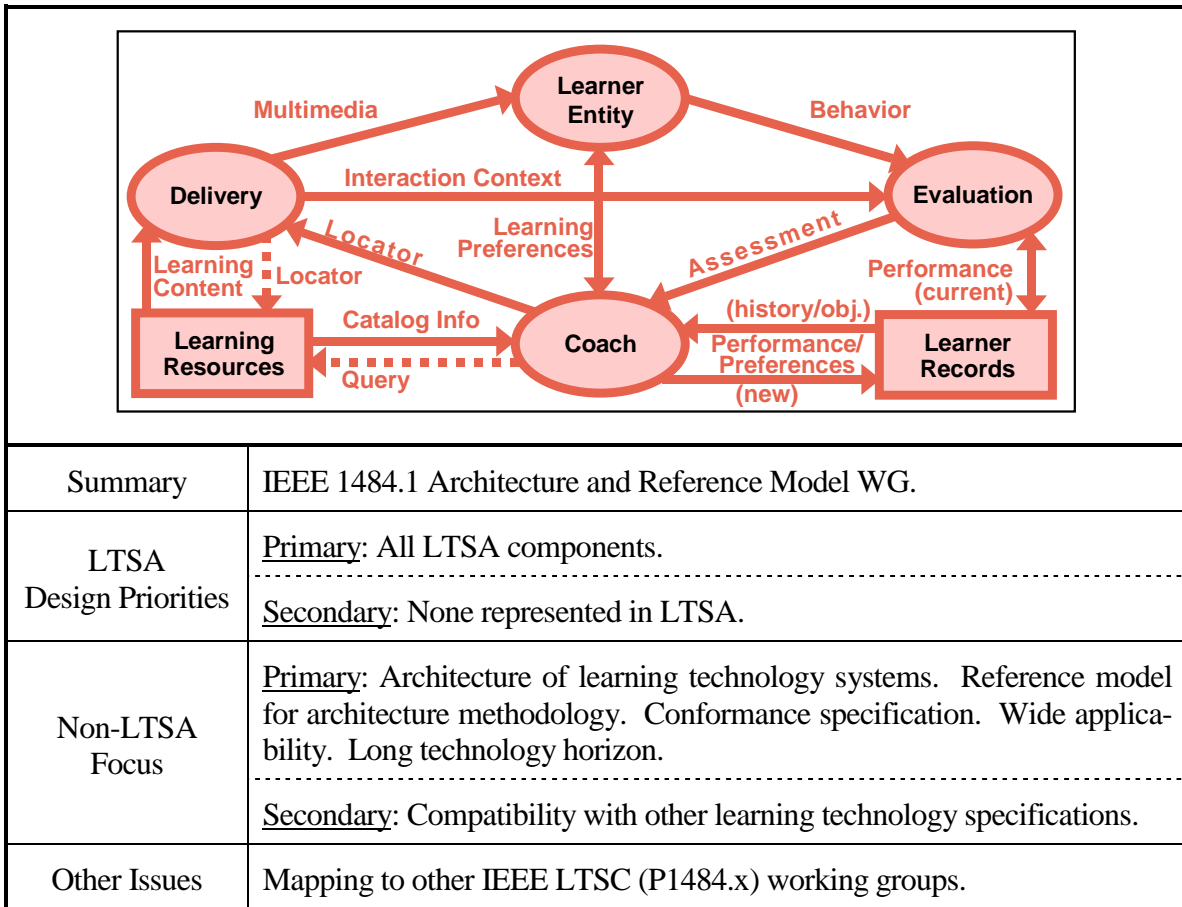 Learner
Entity
Multimedia
Behavior
Delivery
Interaction Context
Evaluation
Locator
Learning
Preferences
Assessment
Learning
Content
Locator
Performance
(current)
Learning
Resources
Catalog Info
Query
Coach
(history/obj.)
Performance/
Preferences
(new)
Learner
Records
Summary
IEEE 1484.1 Architecture and Reference Model WG.
LTSA
Design Priorities
Primary: All LTSA components.
Secondary: None represented in LTSA.
Non-LTSA
Focus
Primary: Architecture of learning technology systems. Reference model
for architecture methodology. Conformance specification. Wide applica-
bility. Long technology horizon.
Secondary: Compatibility with other learning technology specifications.
Other Issues
Mapping to other IEEE LTSC (P1484.x) working groups.